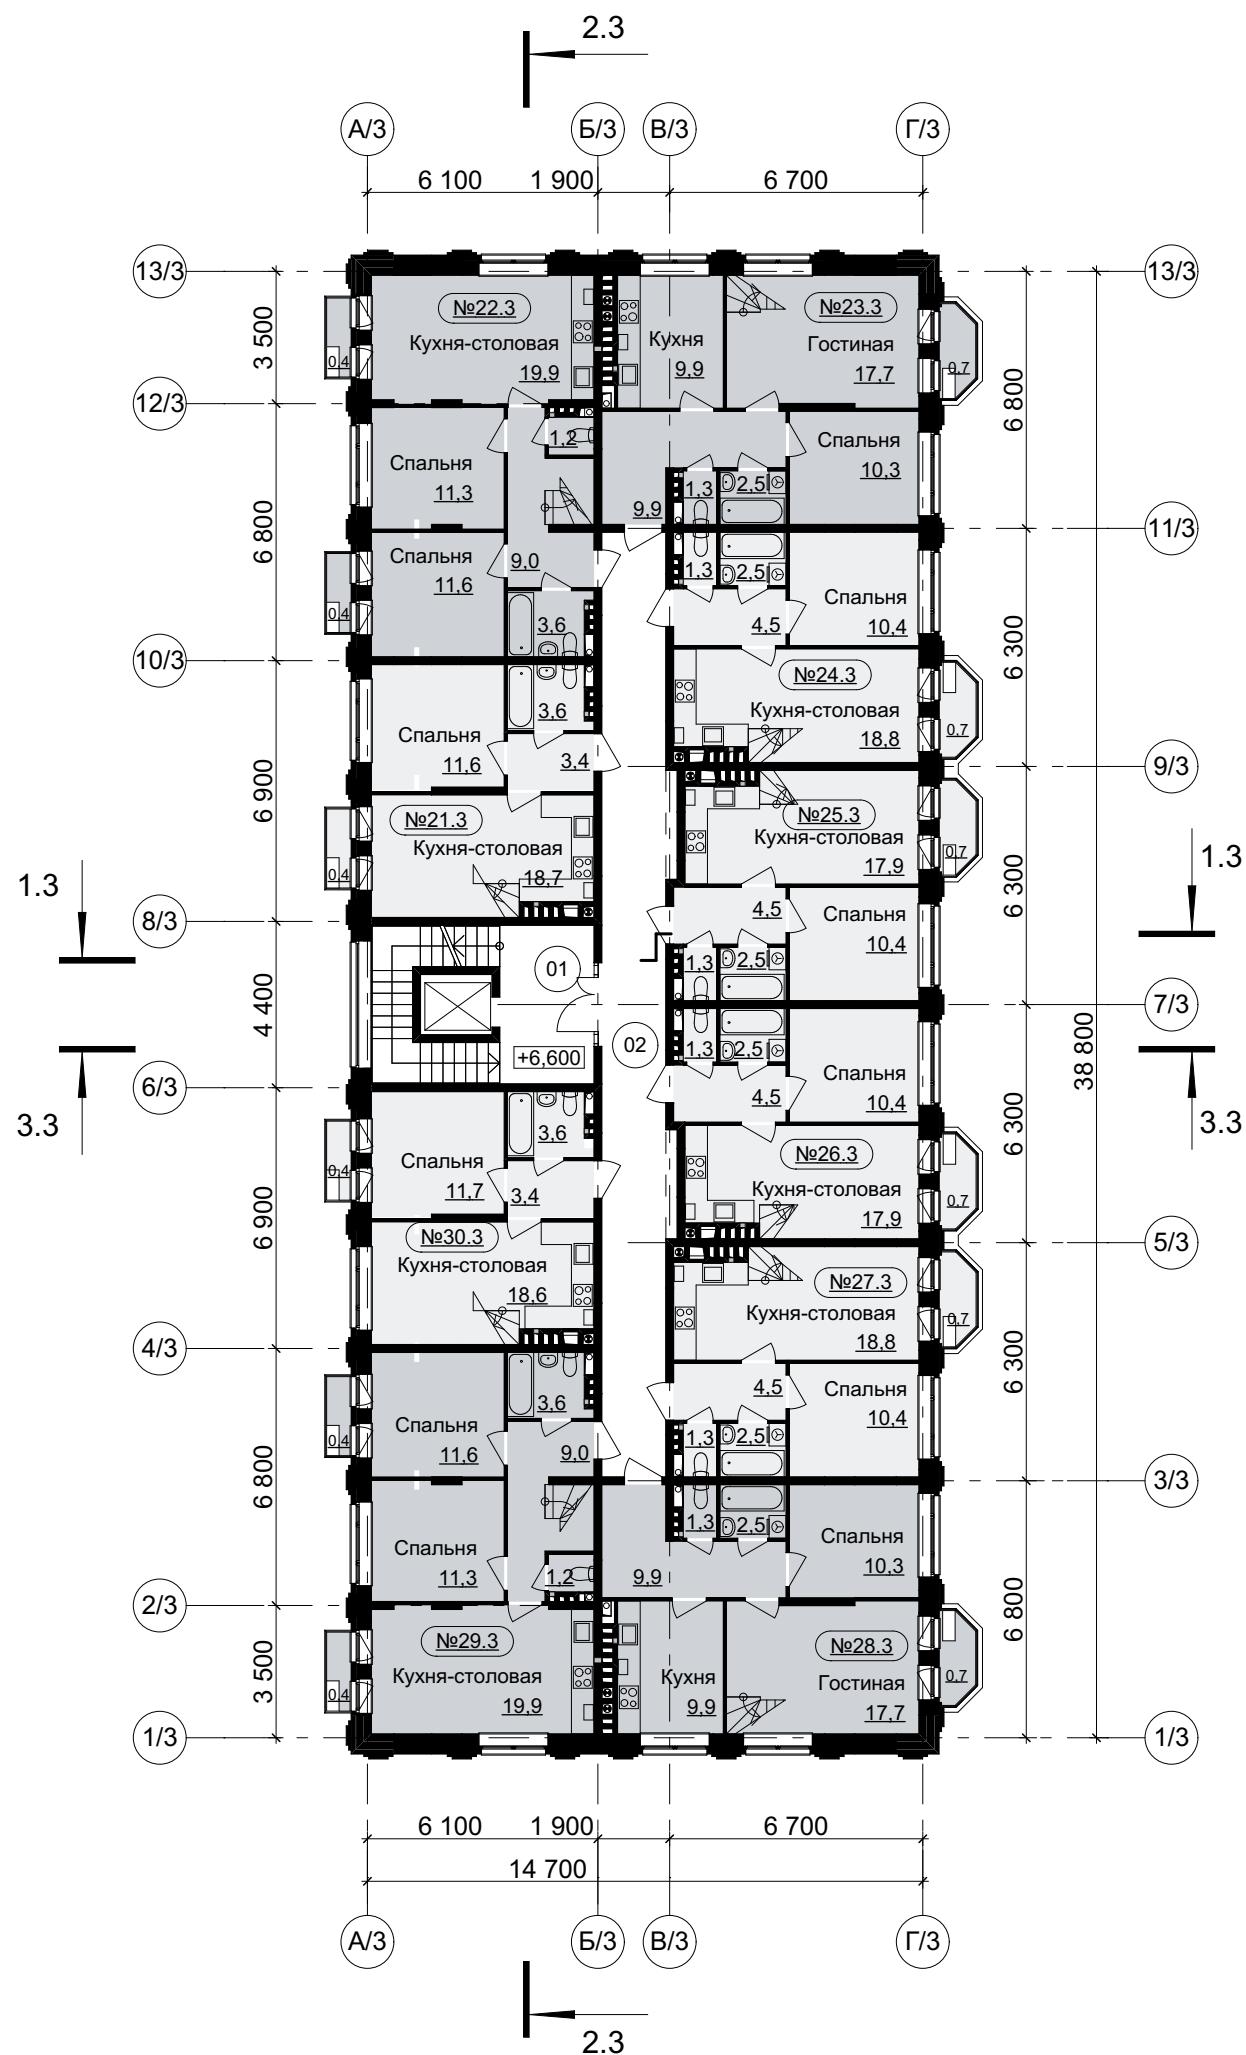 2.3
А/3 Б/3 В/3 Г/3
6 100 1 900 6 700
13/3 13/3
3 500
№22.3 №23.3
Кухня-столовая Кухня Гостиная
0,4 19,9 9,9 17,7 0,7
6 800
12/3
1,2
Спальня Спальня
11,3 10,3
1,3 2,5
9,9
6 800
11/3
Спальня
9,0
11,6 1,3 2,5
0,4
Спальня
3,6 4,5 10,4
10/3
6 300
№24.3
3,6 Кухня-столовая
0,7
Спальня 18,8
11,6 3,4
9/3
6 900
№21.3 №25.3
Кухня-столовая Кухня-столовая
0,7
17,9
0,4 18,7
1.3 1.3
6 300
8/3
4,5 Спальня
10,4
01 1,3 2,5
4 400
7/3
38 800
02
+6,600 1,3 2,5
Спальня
6/3 4,5 10,4
3.3 3.3
6 300
3,6
№26.3
Спальня
0,4
11,7 3,4 Кухня-столовая
0,7
17,9
6 900
№30.3
5/3
Кухня-столовая
18,6 №27.3
Кухня-столовая
0,7
18,8
4/3
6 300
3,6 4,5 Спальня
10,4
Спальня
0,4
11,6 9,0 1,3 2,5
6 800
3/3
1,3 2,5
Спальня Спальня
11,3 1,2 9,9 10,3
2/3
6 800
№29.3 №28.3
Кухня-столовая Кухня Гостиная
0,4 19,9 9,9 17,7 0,7
3 500
1/3 1/3
6 100 1 900 6 700
14 700
А/3 Б/3 В/3 Г/3
2.3